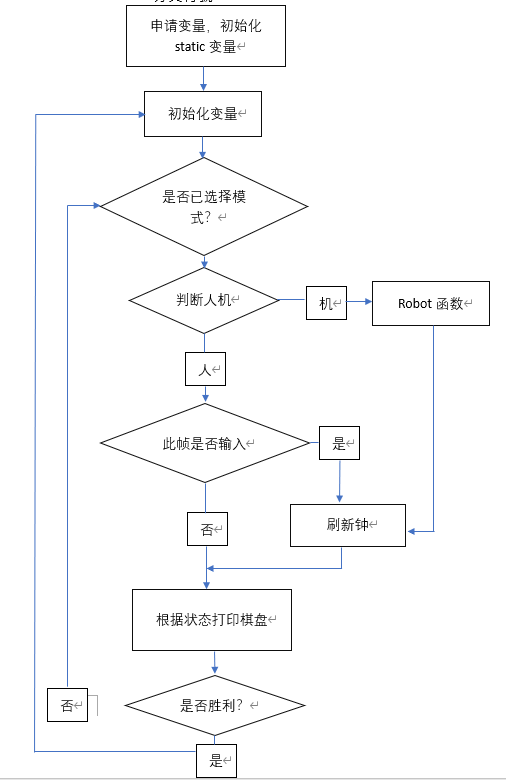 申请变量，初始化
static 变量
初始化变量
是否已选择模
式？
判断人机
机
Robot 函数
人
此帧是否输入
是
刷新钟
否
根据状态打印棋盘
是否胜利？
否
是